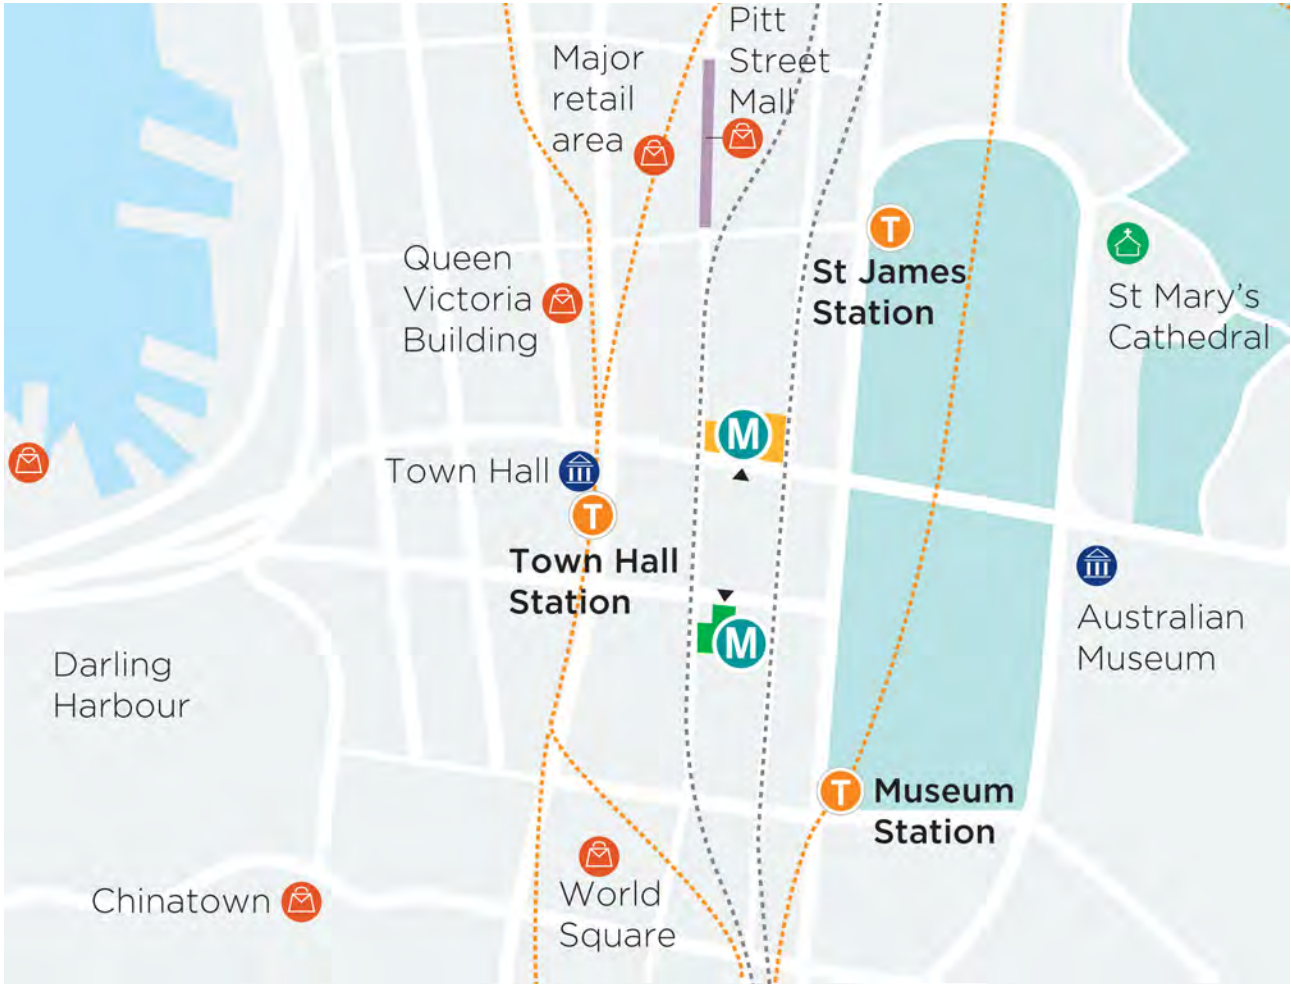 Pitt
Street
Mall
Major
retail
area
T
St James
Station
Queen
Victoria
Building
St Mary's
Cathedral
M
Town Hall
T
Town Hall
Station
M
Australian
Museum
Darling
Harbour
T
Museum
Station
World
Square
Chinatown